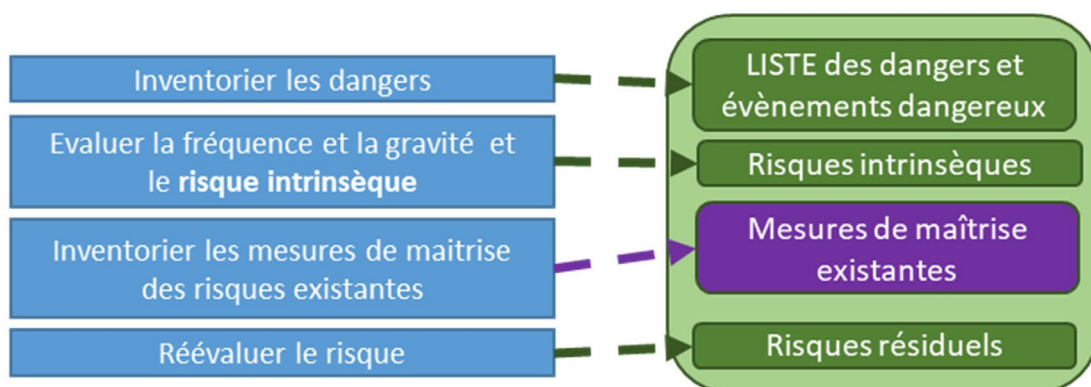 Inventorier les dangers
Evaluer la fréquence et la gravité et
le risque intrinsèque
Inventorier les mesures de maitrise
des risques existantes
Réévaluer le risque
LISTE des dangers et
évènements dangereux
Risques intrinsèques
Mesures de maîtrise
existantes
Risques résiduels